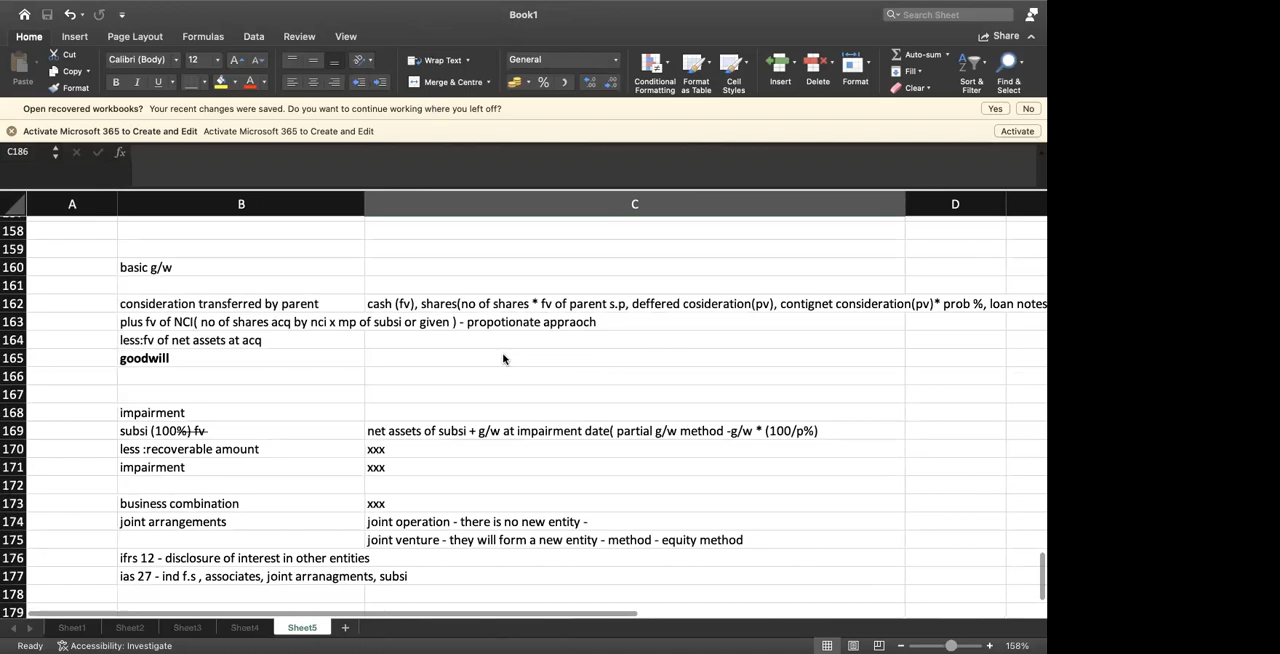 Book1
Search Sheet
Home Insert Page Layout Formulas Data Review View
Share
Paste
Cut
Copy
Format
Calibri (Body) 12 A A
B I U A
Wrap Text
Merge & Centre
General
%
Conditional Formatting
Format as Table
Cell Styles
Insert
Delete
Format
Auto-sum
Fill
Clear
Sort & Filter
Find & Select
Open recovered workbooks? Your recent changes were saved. Do you want to continue working where you left off? Yes No
Activate Microsoft 365 to Create and Edit Activate Microsoft 365 to Create and Edit Activate
C186 fx
A B C D
158
159
160 basic g/w
161
162 consideration transferred by parent cash (fv), shares(no of shares * fv of parent s.p, deffered cosideration(pv), contignet consideration(pv)* prob %, loan notes
163 plus fv of NCI( no of shares acq by nci x mp of subsi or given ) - propotionate appraoch
164 less:fv of net assets at acq
165 goodwill
166
167
168 impairment
169 subsi (100%) fv net assets of subsi + g/w at impairment date( partial g/w method -g/w * (100/p%)
170 less :recoverable amount xxx
171 impairment xxx
172
173 business combination xxx
174 joint arrangements joint operation - there is no new entity -
175 joint venture - they will form a new entity - method - equity method
176 ifrs 12 - disclosure of interest in other entities
177 ias 27 - ind f.s , associates, joint arranagments, subsi
178
179
Sheet1 Sheet2 Sheet3 Sheet4 Sheet5 +
Ready Accessibility: Investigate 158%